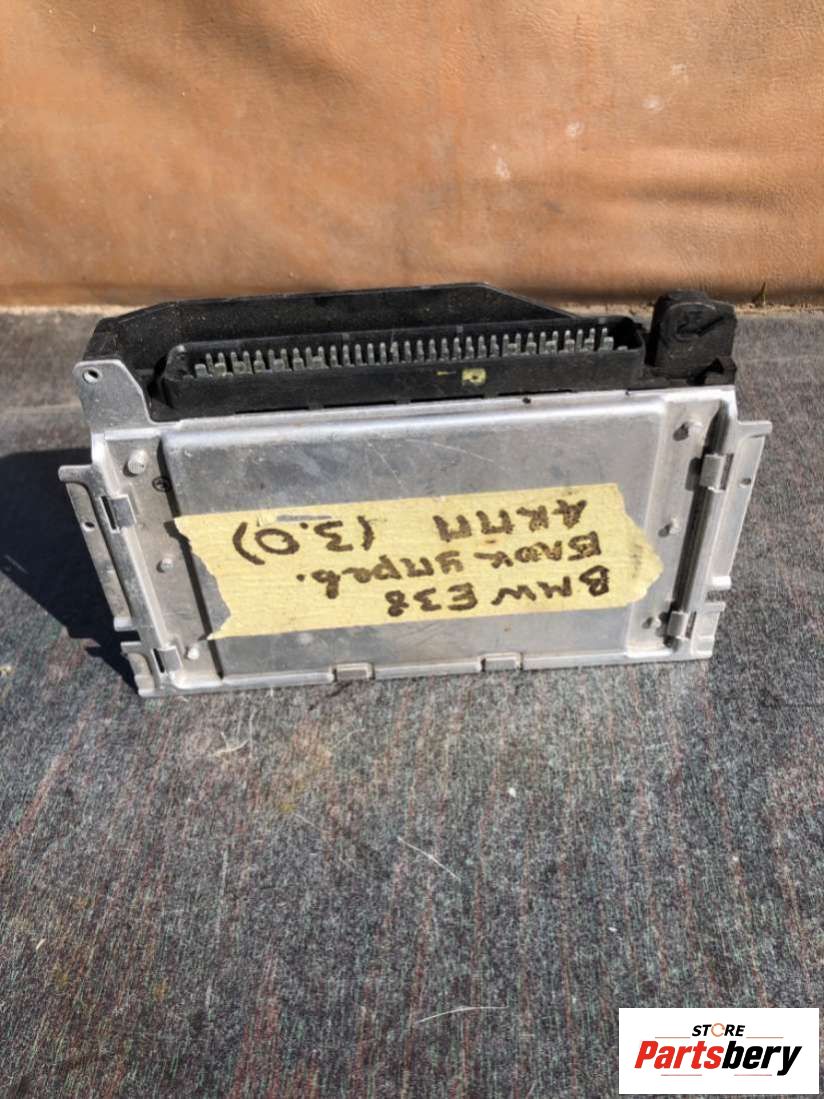 BMW E38
Блок управ.
АКПП (3.0)
STORE
Partsbery